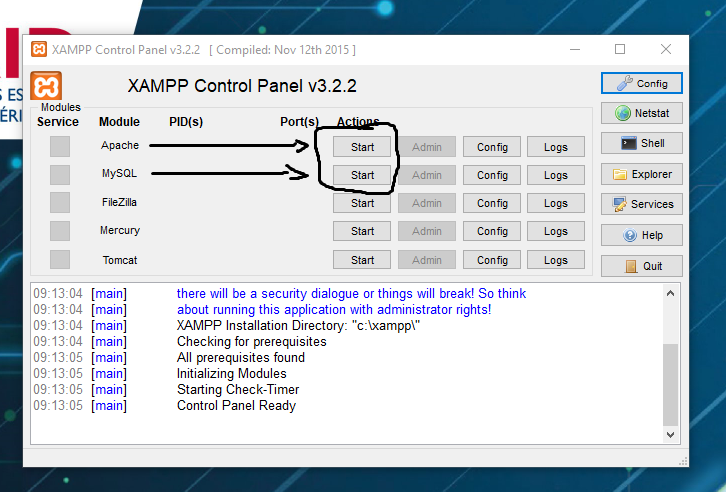 XAMPP Control Panel v3.2.2 [ Compiled: Nov 12th 2015 ]
XAMPP Control Panel v3.2.2
Config
Modules
Service Module PID(s) Port(s) Actions
Netstat
Apache Start Admin Config Logs
Shell
MySQL Start Admin Config Logs
Explorer
FileZilla Start Admin Config Logs
Services
Mercury Start Admin Config Logs
Help
Tomcat Start Admin Config Logs
Quit
09:13:04 [main] there will be a security dialogue or things will break! So think
09:13:04 [main] about running this application with administrator rights!
09:13:04 [main] XAMPP Installation Directory: "c:\xampp\"
09:13:04 [main] Checking for prerequisites
09:13:05 [main] All prerequisites found
09:13:05 [main] Initializing Modules
09:13:05 [main] Starting Check-Timer
09:13:05 [main] Control Panel Ready